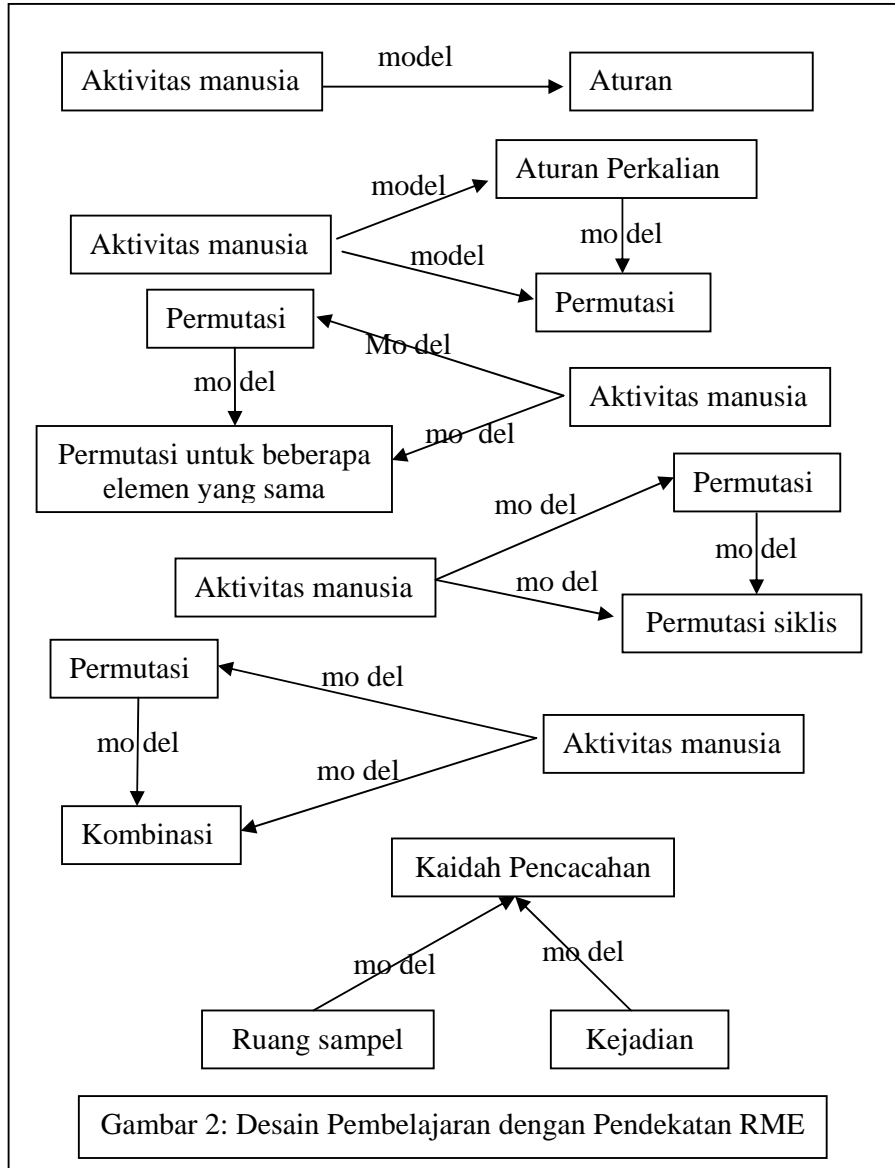 model
Aktivitas manusia
Aturan
Aturan Perkalian
model
mo del
Aktivitas manusia
model
Permutasi
Permutasi
Mo del
mo del
Aktivitas manusia
mo  del
Permutasi untuk beberapa
elemen yang sama
Permutasi
mo del
mo del
Aktivitas manusia
mo del
Permutasi siklis
Permutasi
mo del
mo del
Aktivitas manusia
mo del
Kombinasi
Kaidah Pencacahan
mo del
mo del
Ruang sampel
Kejadian
Gambar 2: Desain Pembelajaran dengan Pendekatan RME